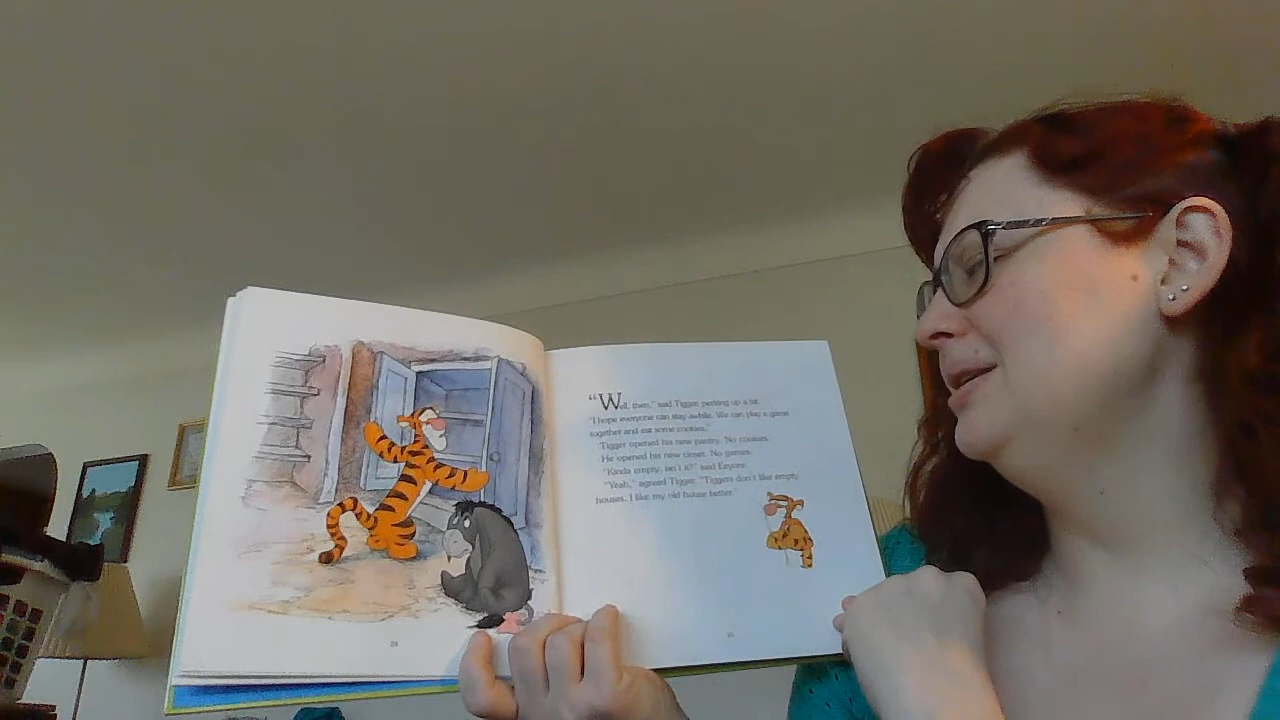 "Well, then," said Tigger, perking up a bit.
"I hope everyone can stay awhile. We can play a game
together and eat some cookies."
Tigger opened his new pantry. No cookies.
He opened his new closet. No games.
"Kinda empty, isn't it?" said Eeyore.
"Yeah," agreed Tigger. "Tiggers don't like empty
houses. I like my old house better."
24
25